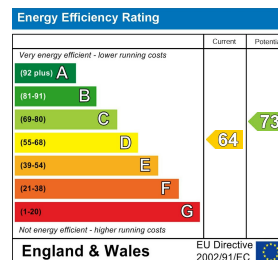 Energy Efficiency Rating
Current Potentia
Very energy efficient - lower running costs
(92 plus) A
(81-91) B
(69-80) C
73
(55-68) D
64
(39-54) E
(21-38) F
(1-20) G
Not energy efficient - higher running costs
England & Wales
EU Directive
2002/91/EC